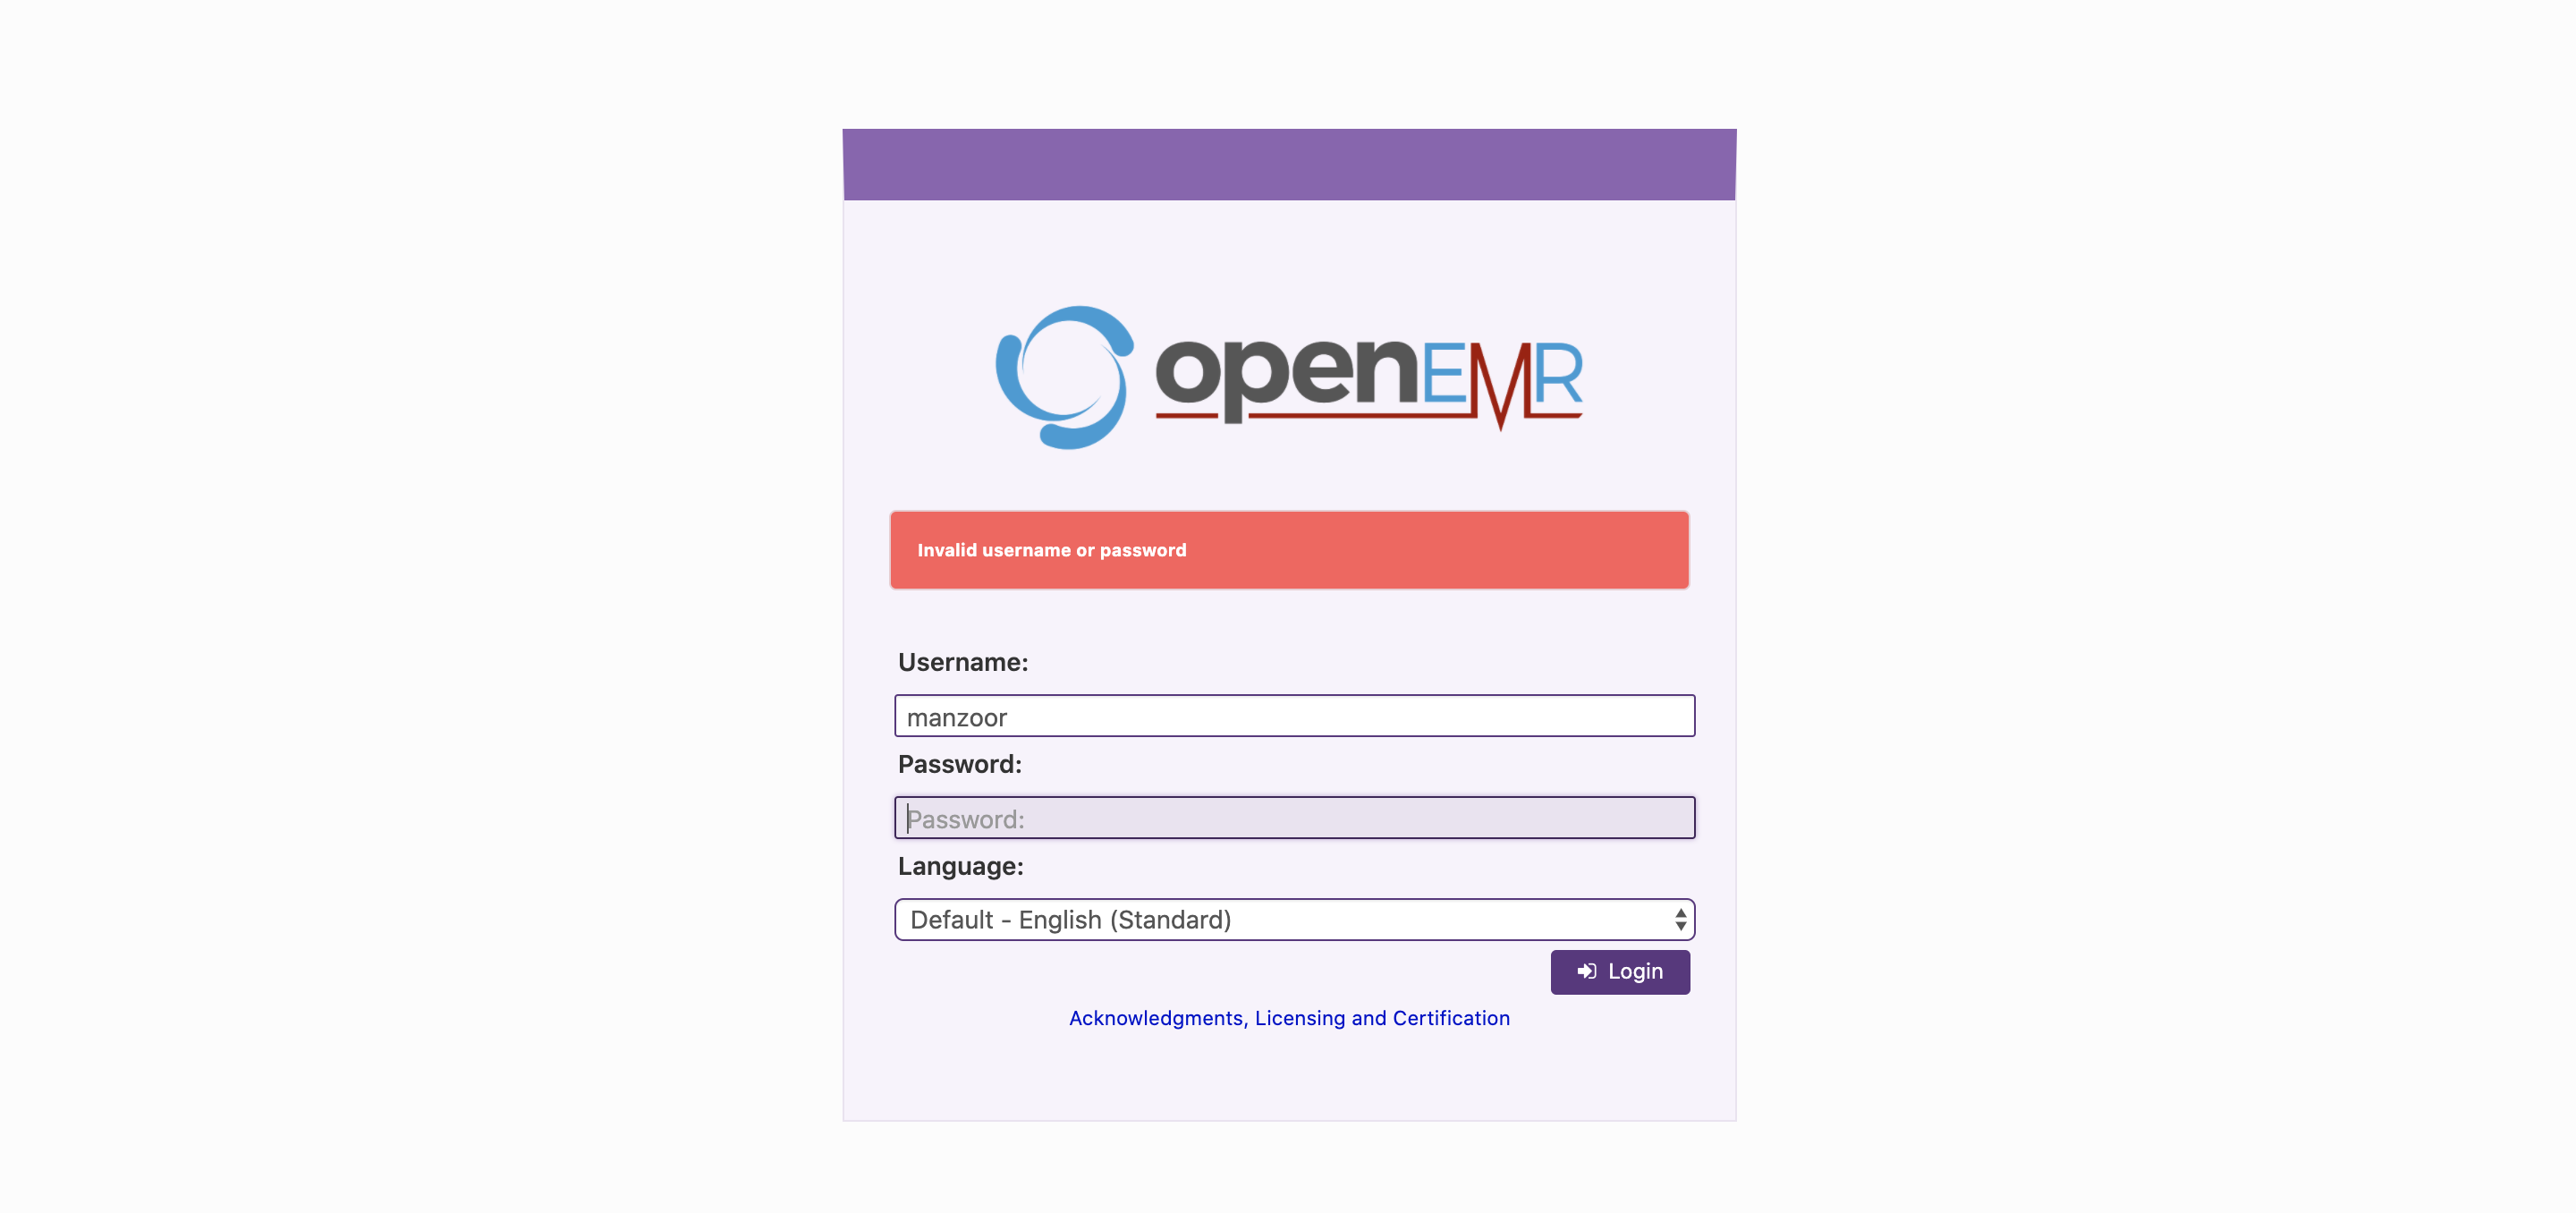 openEMR
Invalid username or password
Username:
manzoor
Password:
Password:
Language:
Default - English (Standard)
Login
Acknowledgments, Licensing and Certification